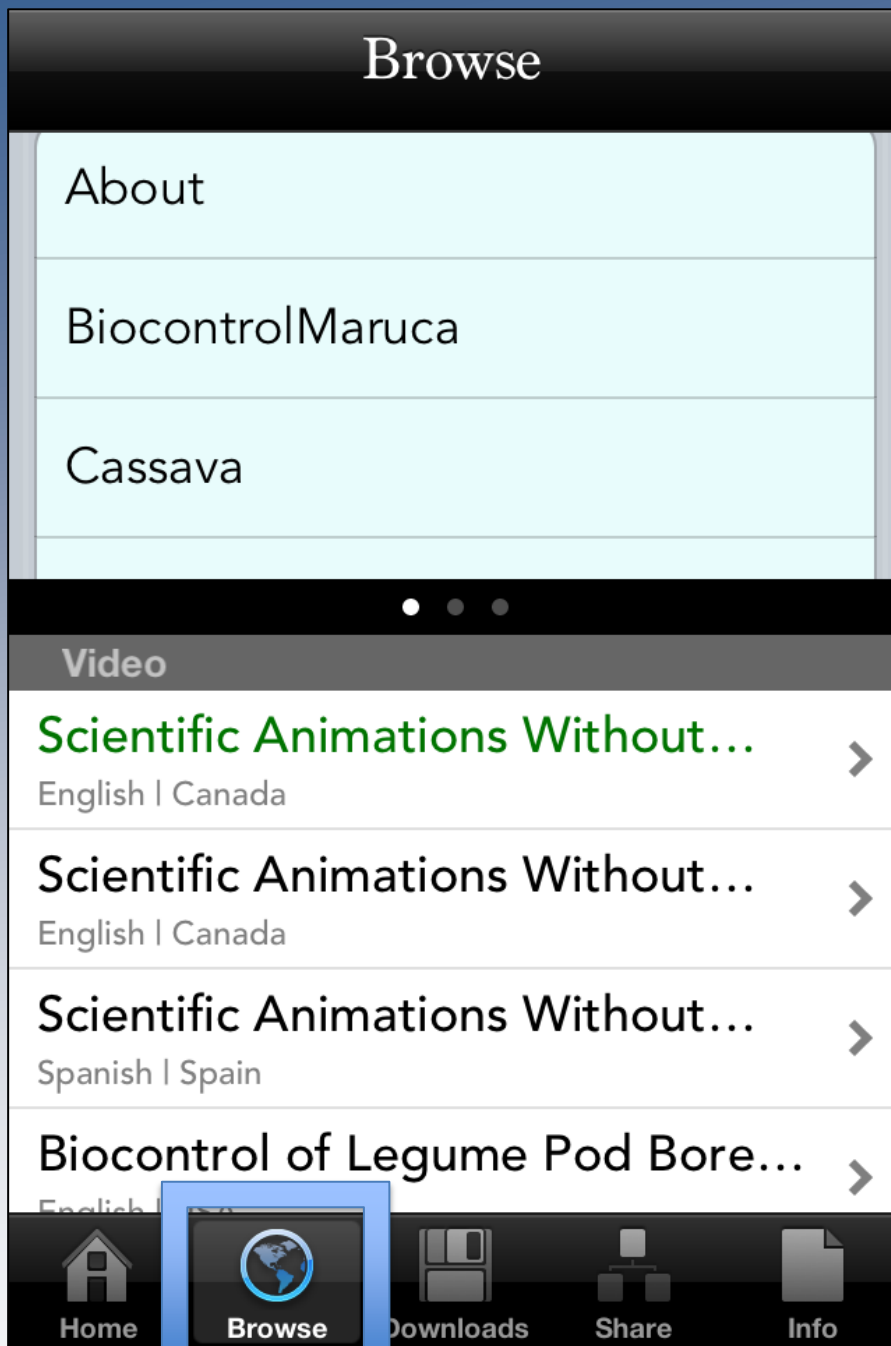 Browse
About
BiocontrolMaruca
Cassava
Video
Scientific Animations Without...
English | Canada
Scientific Animations Without...
English | Canada
Scientific Animations Without...
Spanish | Spain
Biocontrol of Legume Pod Bore...
English |
Home Browse Downloads Share Info